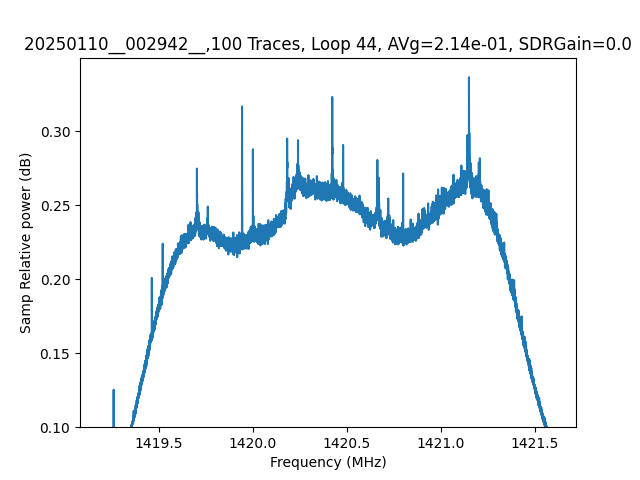 20250110__002942__,100 Traces, Loop 44, AVg=2.14e-01, SDRGain=0.0
Samp Relative power (dB)
0.30
0.25
0.20
0.15
0.10
1419.5 1420.0 1420.5 1421.0 1421.5
Frequency (MHz)